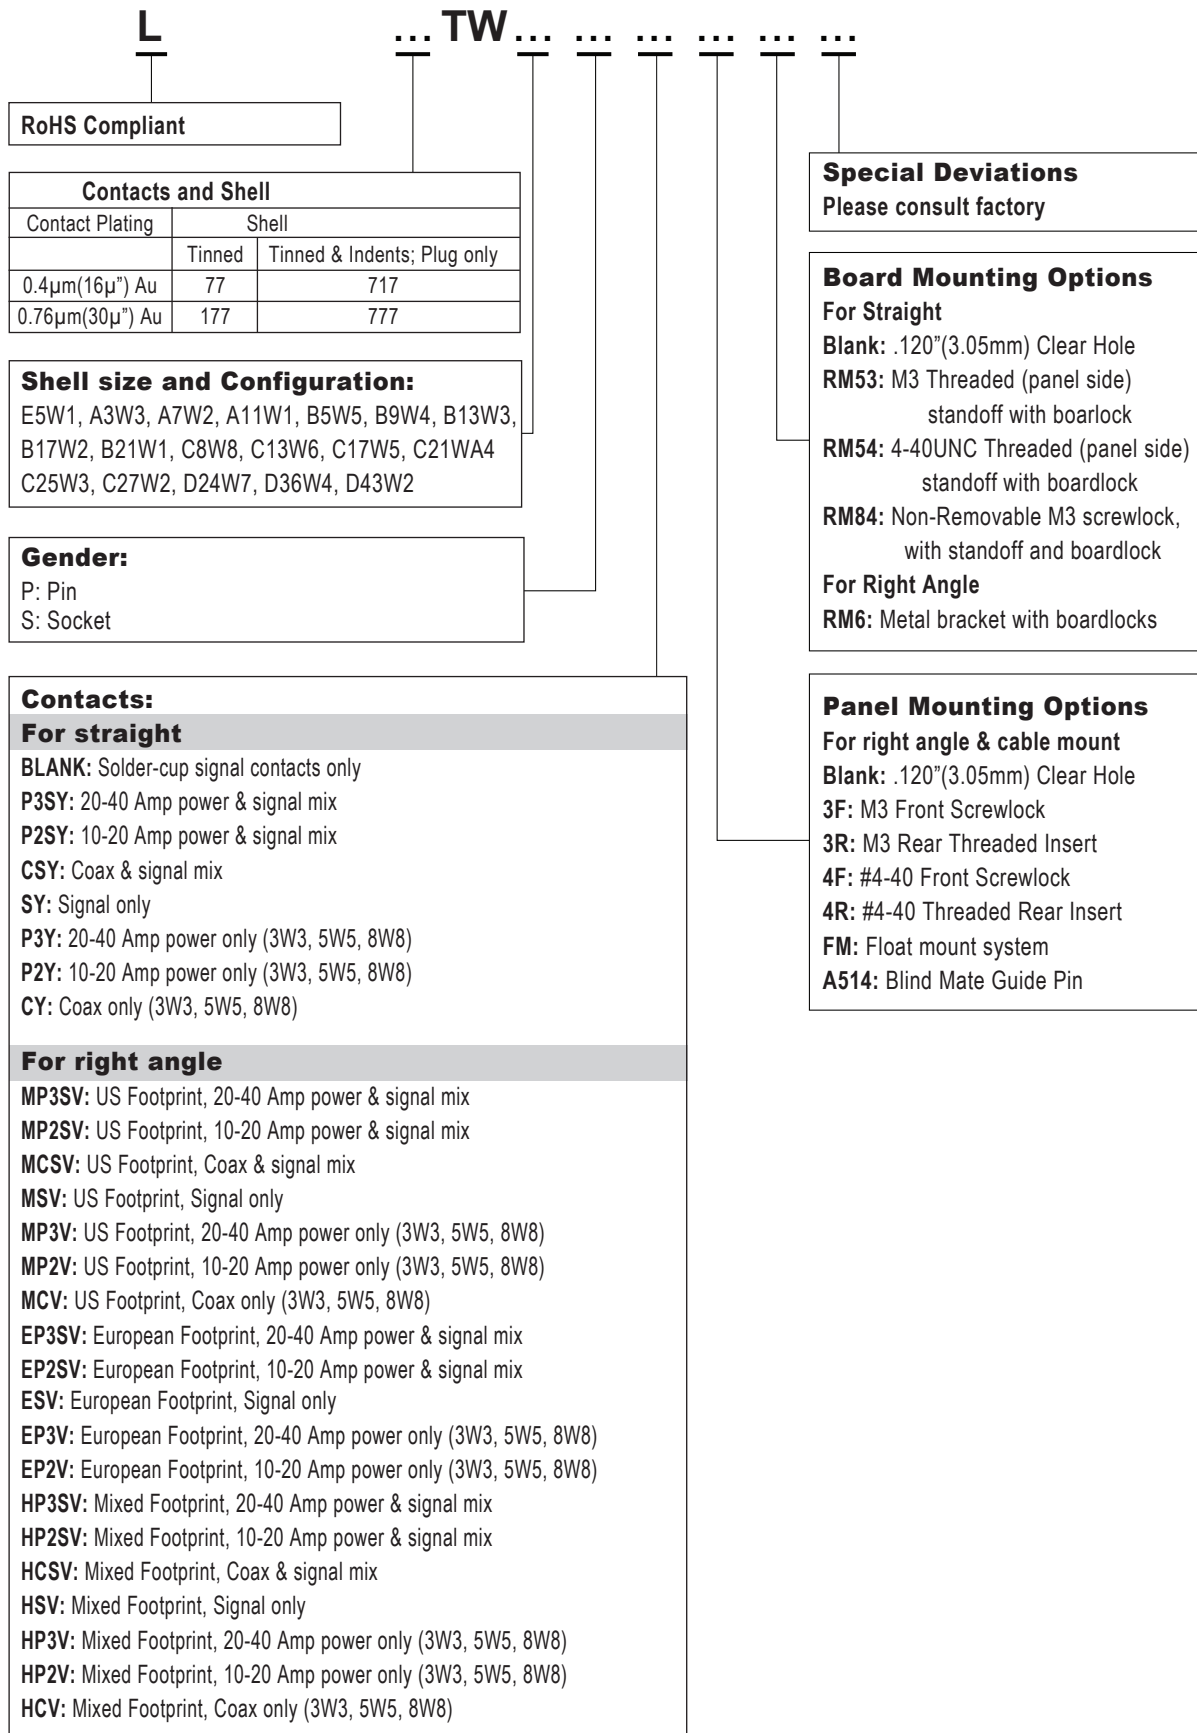 L ... TW ... ... ... ... ... ...
RoHS Compliant
Contacts and Shell
Contact Plating Shell
Tinned Tinned & Indents; Plug only
0.4µm(16µ”) Au 77 717
0.76µm(30µ”) Au 177 777
Shell size and Configuration:
E5W1, A3W3, A7W2, A11W1, B5W5, B9W4, B13W3,
B17W2, B21W1, C8W8, C13W6, C17W5, C21WA4
C25W3, C27W2, D24W7, D36W4, D43W2
Gender:
P: Pin
S: Socket
Contacts:
For straight
BLANK: Solder-cup signal contacts only
P3SY: 20-40 Amp power & signal mix
P2SY: 10-20 Amp power & signal mix
CSY: Coax & signal mix
SY: Signal only
P3Y: 20-40 Amp power only (3W3, 5W5, 8W8)
P2Y: 10-20 Amp power only (3W3, 5W5, 8W8)
CY: Coax only (3W3, 5W5, 8W8)
For right angle
MP3SV: US Footprint, 20-40 Amp power & signal mix
MP2SV: US Footprint, 10-20 Amp power & signal mix
MCSV: US Footprint, Coax & signal mix
MSV: US Footprint, Signal only
MP3V: US Footprint, 20-40 Amp power only (3W3, 5W5, 8W8)
MP2V: US Footprint, 10-20 Amp power only (3W3, 5W5, 8W8)
MCV: US Footprint, Coax only (3W3, 5W5, 8W8)
EP3SV: European Footprint, 20-40 Amp power & signal mix
EP2SV: European Footprint, 10-20 Amp power & signal mix
ESV: European Footprint, Signal only
EP3V: European Footprint, 20-40 Amp power only (3W3, 5W5, 8W8)
EP2V: European Footprint, 10-20 Amp power only (3W3, 5W5, 8W8)
HP3SV: Mixed Footprint, 20-40 Amp power & signal mix
HP2SV: Mixed Footprint, 10-20 Amp power & signal mix
HCSV: Mixed Footprint, Coax & signal mix
HSV: Mixed Footprint, Signal only
HP3V: Mixed Footprint, 20-40 Amp power only (3W3, 5W5, 8W8)
HP2V: Mixed Footprint, 10-20 Amp power only (3W3, 5W5, 8W8)
HCV: Mixed Footprint, Coax only (3W3, 5W5, 8W8)
Special Deviations
Please consult factory
Board Mounting Options
For Straight
Blank: .120”(3.05mm) Clear Hole
RM53: M3 Threaded (panel side)
standoff with boarlock
RM54: 4-40UNC Threaded (panel side)
standoff with boardlock
RM84: Non-Removable M3 screwlock,
with standoff and boardlock
For Right Angle
RM6: Metal bracket with boardlocks
Panel Mounting Options
For right angle & cable mount
Blank: .120”(3.05mm) Clear Hole
3F: M3 Front Screwlock
3R: M3 Rear Threaded Insert
4F: #4-40 Front Screwlock
4R: #4-40 Threaded Rear Insert
FM: Float mount system
A514: Blind Mate Guide Pin